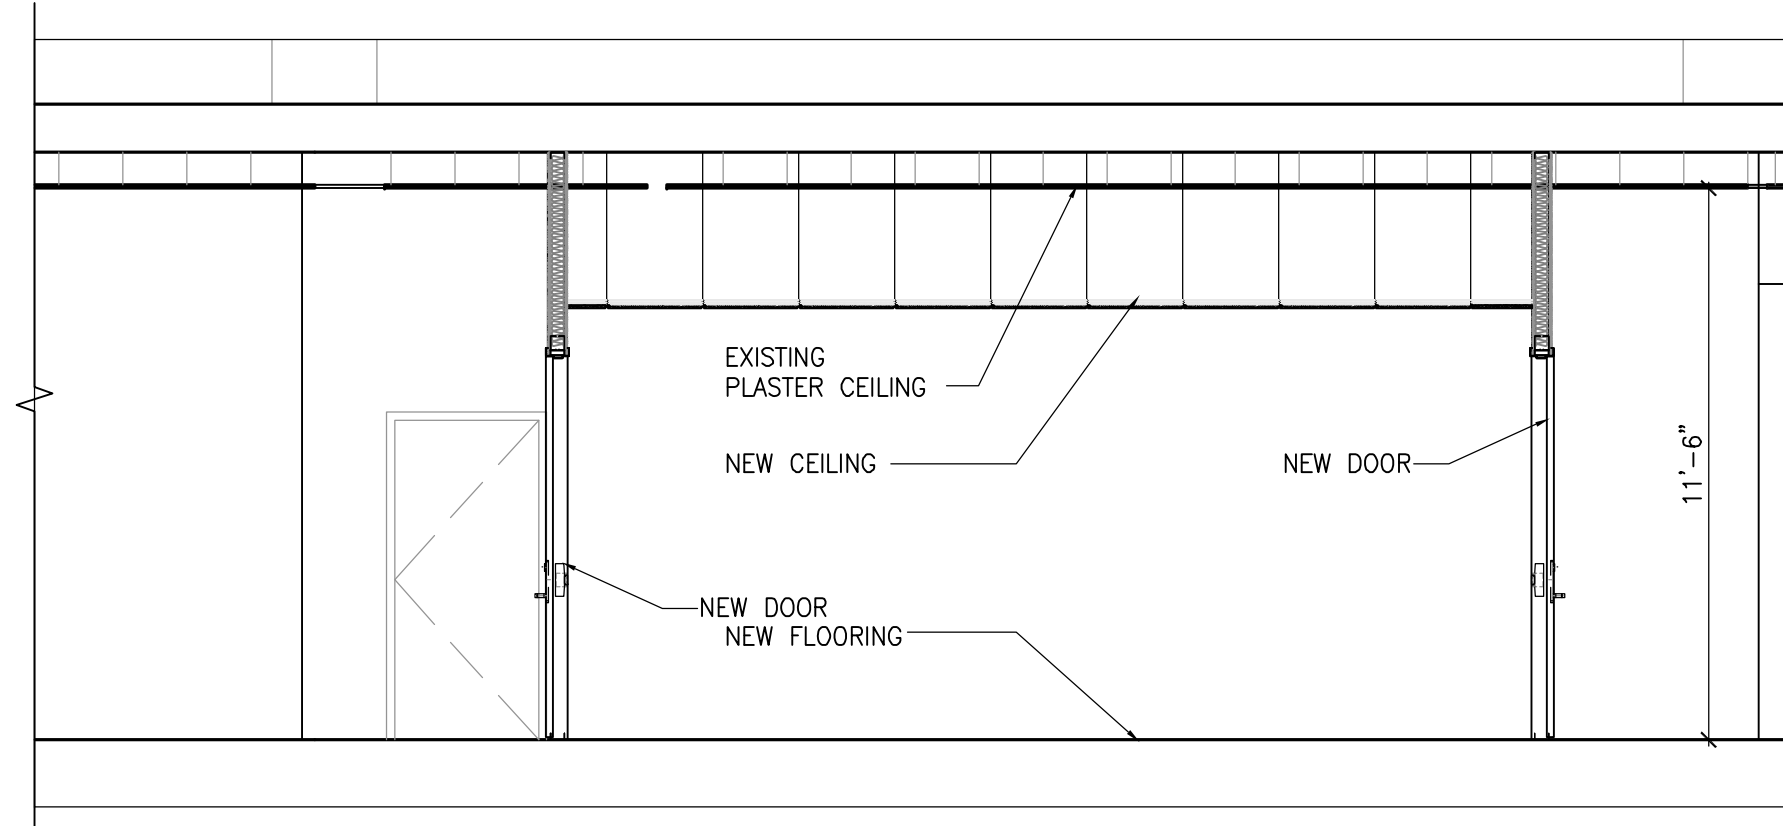 EXISTING
PLASTER CEILING
NEW CEILING
NEW DOOR
11'-6"
NEW DOOR
NEW FLOORING